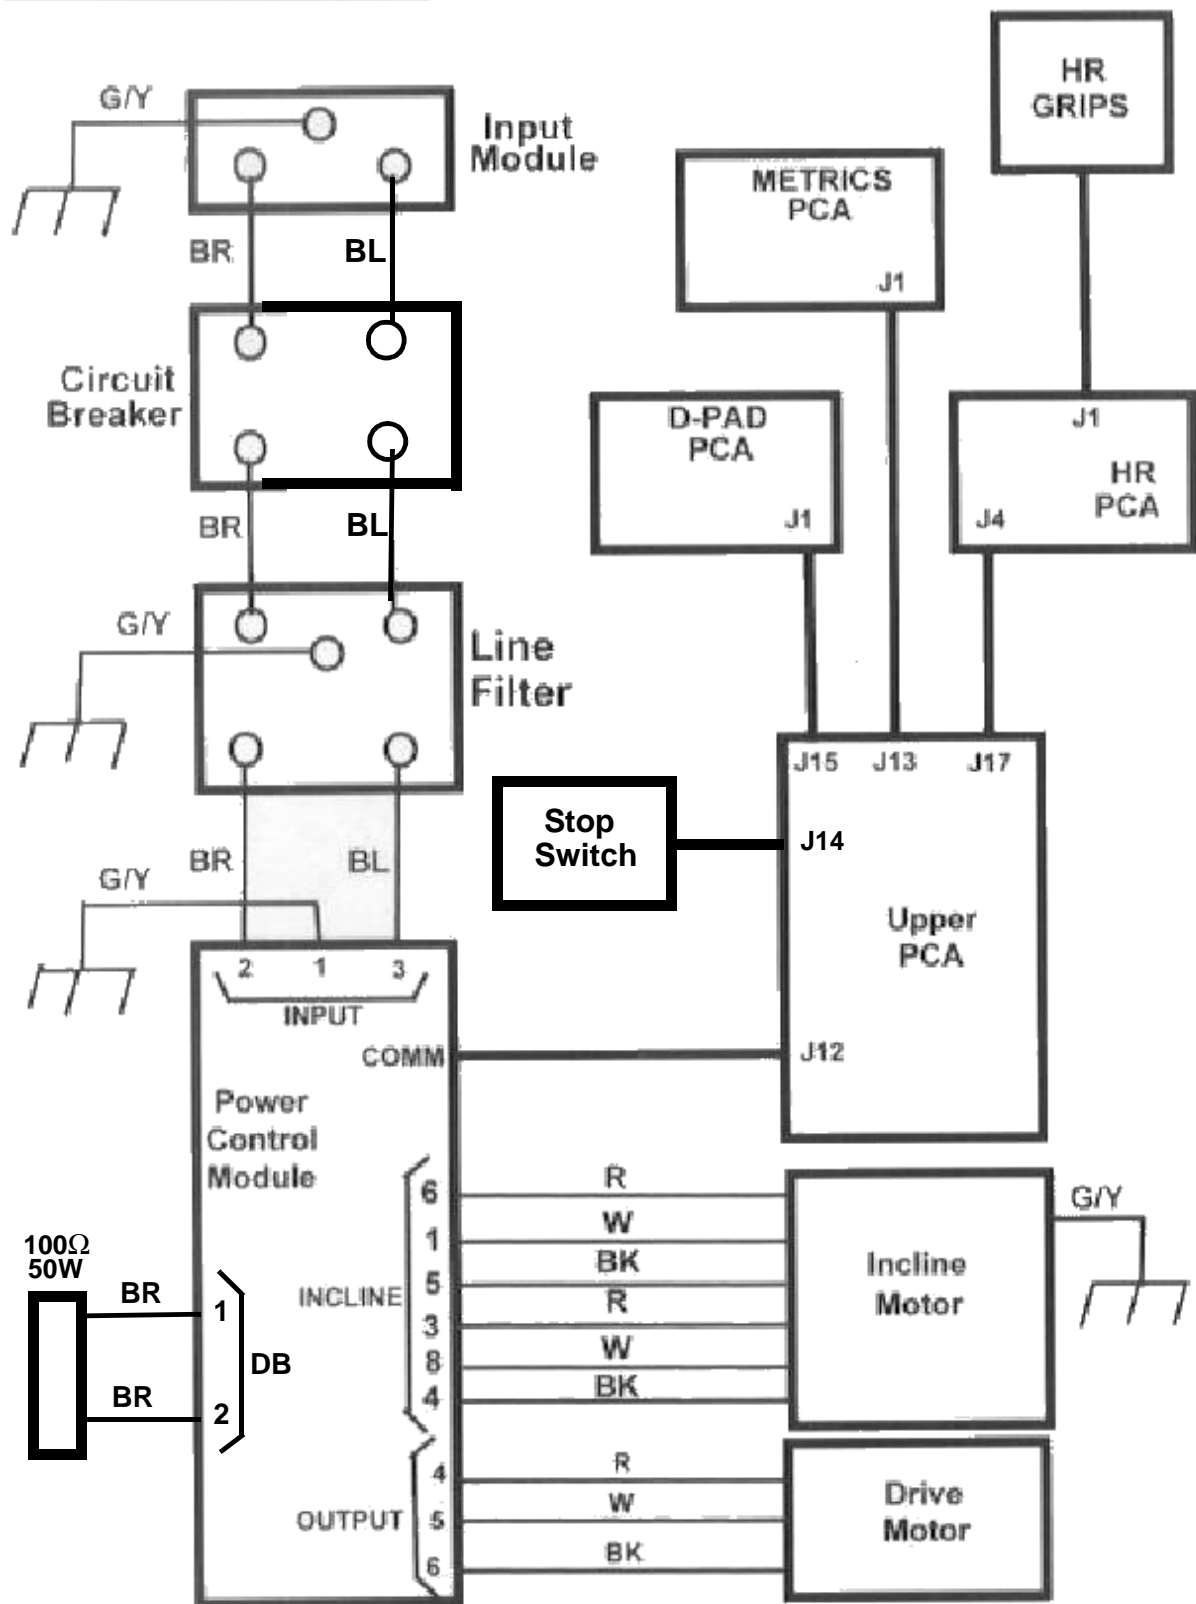 G/Y
Input
Module
HR
GRIPS
METRICS
PCA
J1
BR
BL
Circuit
Breaker
D-PAD
PCA
J1
J1
HR
PCA
J4
BR
BL
G/Y
Line
Filter
J15
J13
J17
Stop
Switch
J14
BR
BL
G/Y
Upper
PCA
2
1
3
INPUT
COMM
J12
Power
Control
Module
6
R
1
W
5
BK
INCLINE
3
R
8
W
4
BK
Incline
Motor
G/Y
100Ω
50W
BR
1
DB
BR
2
4
R
OUTPUT
5
W
6
BK
Drive
Motor